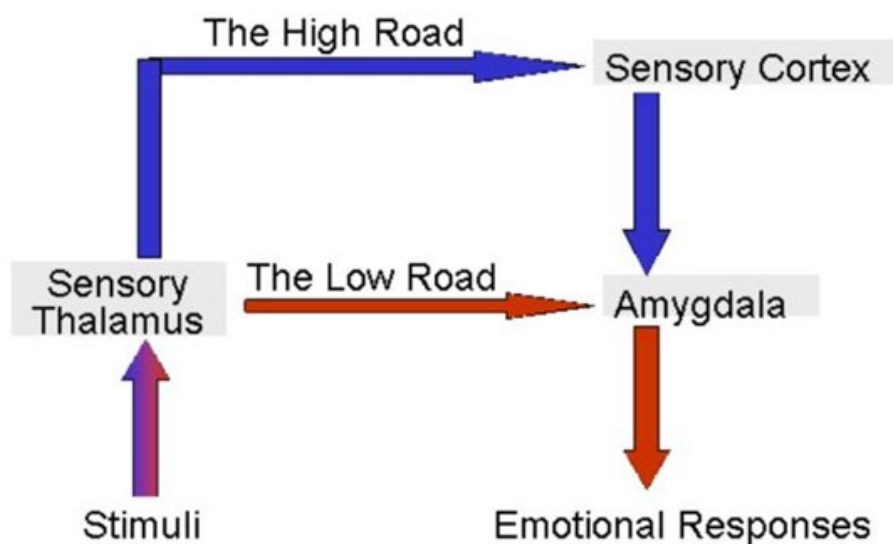 The High Road
Sensory Cortex
Sensory
Thalamus
The Low Road
Amygdala
Stimuli
Emotional Responses